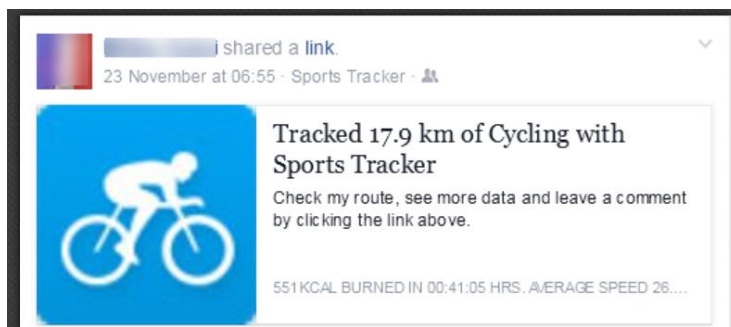 i shared a link.
23 November at 06:55 · Sports Tracker ·
Tracked 17.9 km of Cycling with
Sports Tracker
Check my route, see more data and leave a comment
by clicking the link above.
551 KCAL BURNED IN 00:41:05 HRS. AVERAGE SPEED 26....